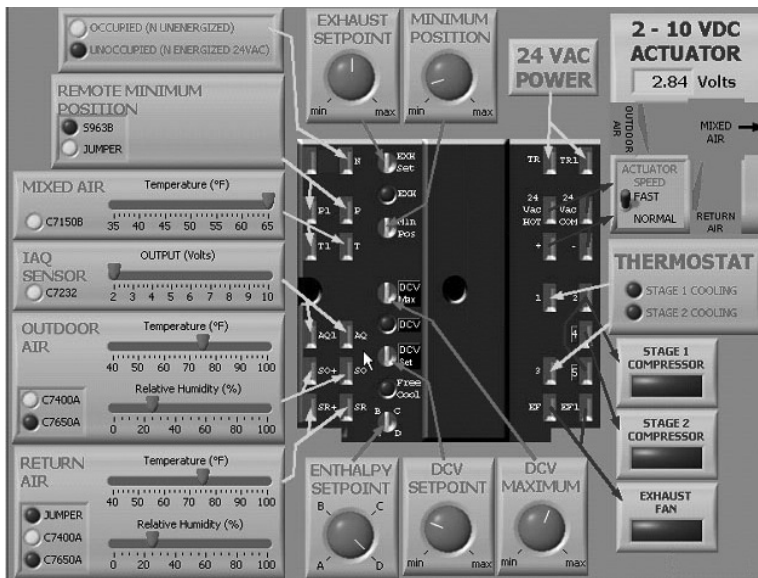 OCCUPIED (N UNENERGIZED)
UNOCCUPIED (N ENERGIZED 24VAC)
REMOTE MINIMUM
POSITION
S963B
JUMPER
MIXED AIR
Temperature (°F)
C7150B
35 40 45 50 55 60 65
IAQ
SENSOR
OUTPUT (Volts)
C7232
2 3 4 5 6 7 8 9 10
OUTDOOR
AIR
Temperature (°F)
40 50 60 70 80 90 100
Relative Humidity (%)
C7400A
C7650A
0 20 40 60 80 100
RETURN
AIR
Temperature (°F)
40 50 60 70 80 90 100
JUMPER
C7400A
C7650A
Relative Humidity (%)
0 20 40 60 80 100
EXHAUST
SETPOINT
min max
MINIMUM
POSITION
min max
24 VAC
POWER
2 - 10 VDC
ACTUATOR
2.84 Volts
OUTDOOR
AIR
MIXED
AIR
ACTUATOR
SPEED
FAST
NORMAL
RETURN
AIR
THERMOSTAT
STAGE 1 COOLING
STAGE 2 COOLING
STAGE 1
COMPRESSOR
STAGE 2
COMPRESSOR
EXHAUST
FAN
N
EXH
Set
P1 P
EXH
Min
Pos
T1 T
DCV
Max
DCV
AQ1 AQ
DCV
Set
SO+ SO
Free
Cool
SR+ SR
B C
D
TR TR1
24
Vac
HOT
24
Vac
COM
+ -
1 2
4
3 5
EF EF1
ENTHALPY
SETPOINT
B C
A D
DCV
SETPOINT
min max
DCV
MAXIMUM
min max